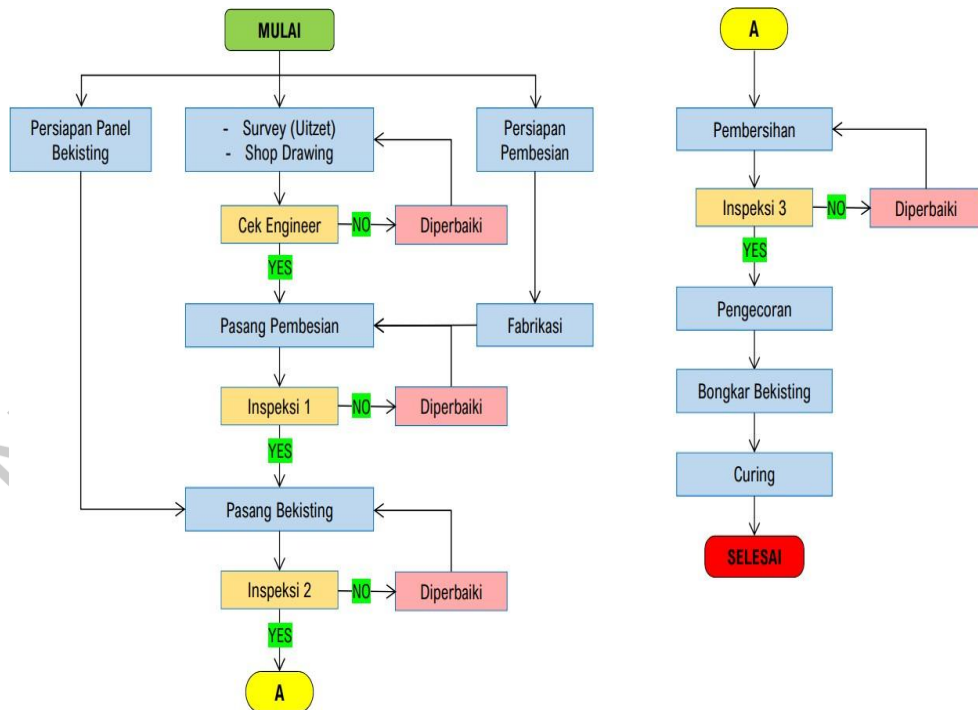 MULAI
Persiapan Panel
Bekisting
- Survey (Uitzet)
- Shop Drawing
Persiapan
Pembesian
Cek Engineer
NO
Diperbaiki
YES
Pasang Pembesian
Fabrikasi
Inspeksi 1
NO
Diperbaiki
YES
Pasang Bekisting
Inspeksi 2
NO
Diperbaiki
YES
A
A
Pembersihan
Inspeksi 3
NO
Diperbaiki
YES
Pengecoran
Bongkar Bekisting
Curing
SELESAI